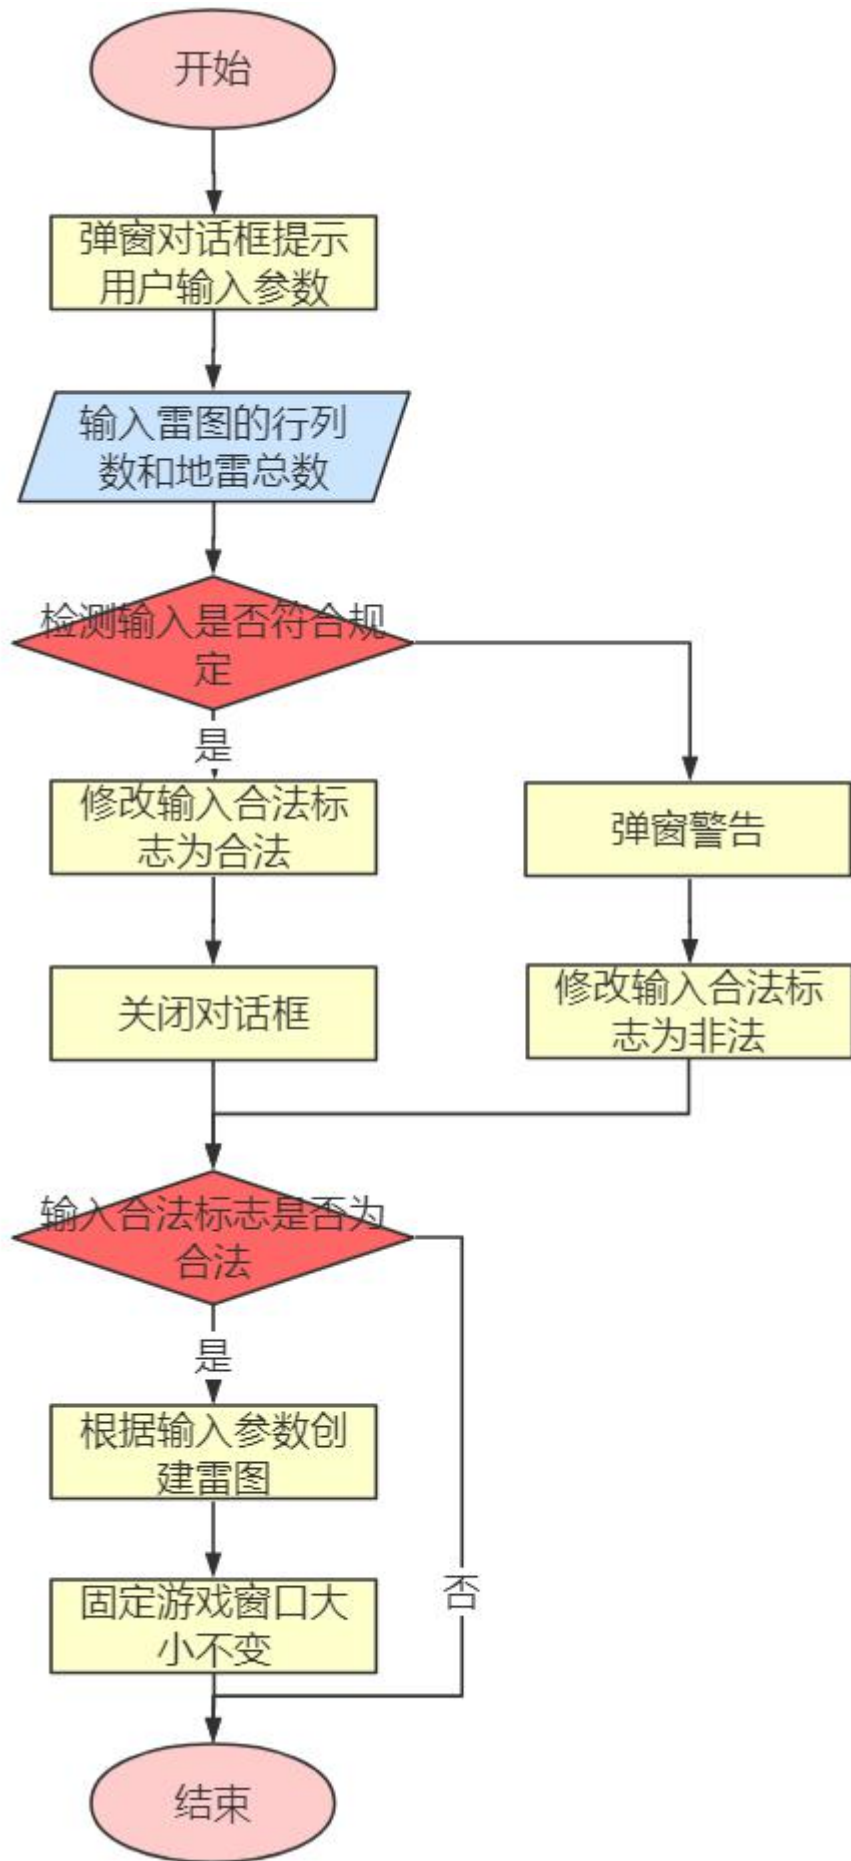 开始
弹窗对话框提示
用户输入参数
输入雷图的行列
数和地雷总数
检测输入是否符合规
定
是
修改输入合法标
志为合法
弹窗警告
关闭对话框
修改输入合法标
志为非法
输入合法标志是否为
合法
是
根据输入参数创
建雷图
否
固定游戏窗口大
小不变
结束